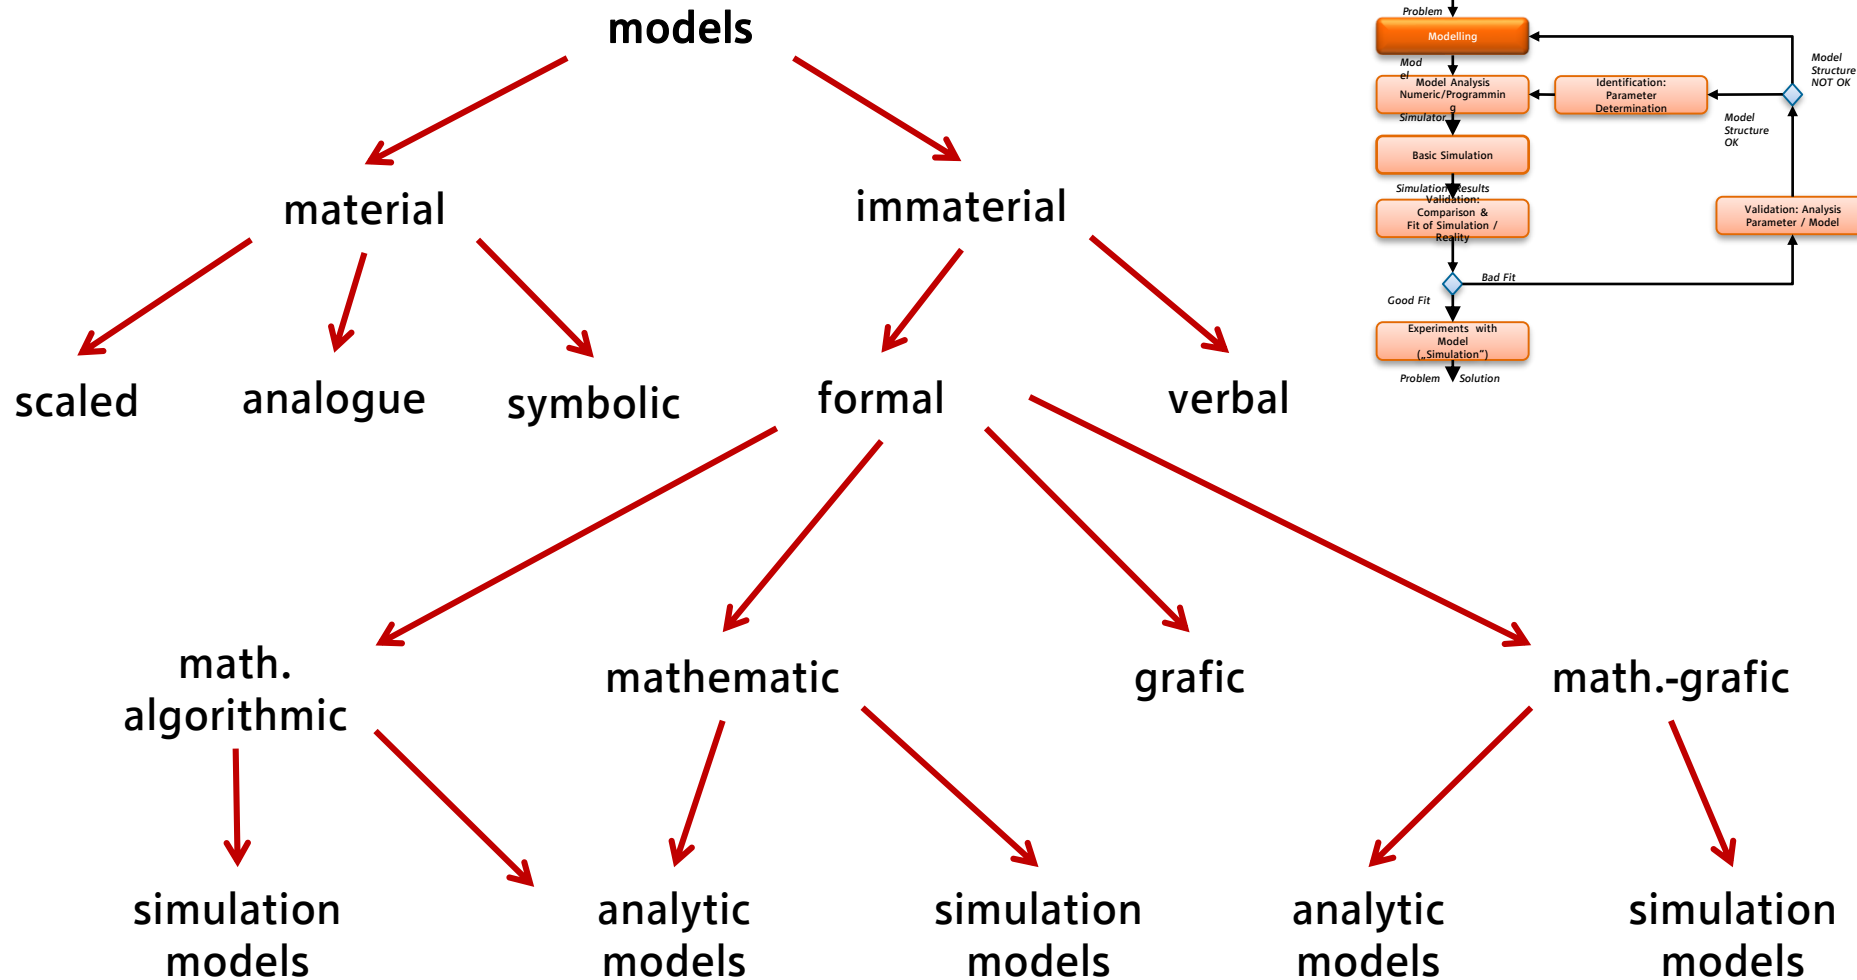 models
material
immaterial
scaled
analogue
symbolic
formal
verbal
math.
algorithmic
mathematic
grafic
math.-grafic
simulation
models
analytic
models
simulation
models
analytic
models
simulation
models
Problem
Modelling
Mod
el
Model Analysis
Numeric/Programmin
g
Simulator
Basic Simulation
Simulation Results
Validation:
Comparison &
Fit of Simulation /
Reality
Bad Fit
Good Fit
Experiments with
Model
(„Simulation")
Problem Solution
Identification:
Parameter
Determination
Model
Structure
NOT OK
Model
Structure
OK
Validation: Analysis
Parameter / Model